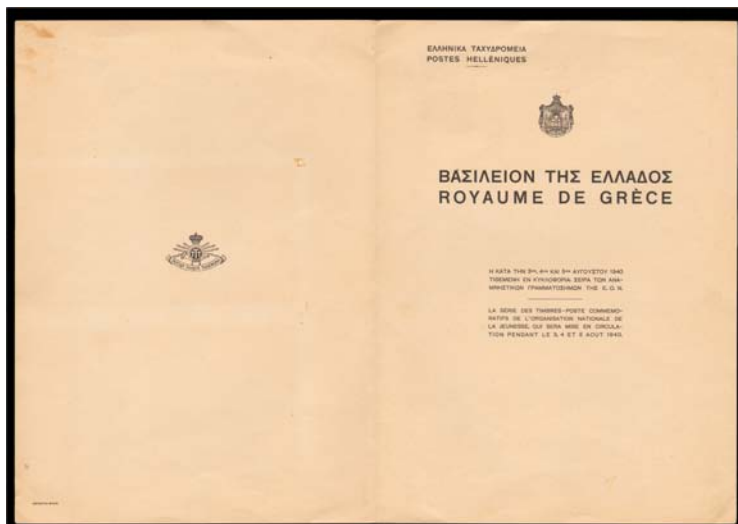 ΕΛΛΗΝΙΚΑ ΤΑΧΥΔΡΟΜΕΙΑ
POSTES HELLÉNIQUES
ΒΑΣΙΛΕΙΟΝ ΤΗΣ ΕΛΛΑΔΟΣ
ROYAUME DE GRÈCE
Η ΚΑΤΑ ΤΗΝ 3ην, 4ην ΚΑΙ 5ην ΑΥΓΟΥΣΤΟΥ 1940
ΤΙΘΕΜΕΝΗ ΕΝ ΚΥΚΛΟΦΟΡΙΑ ΣΕΙΡΑ ΤΩΝ ΑΝΑ-
ΜΝΗΣΤΙΚΩΝ ΓΡΑΜΜΑΤΟΣΗΜΩΝ ΤΗΣ Ε.Ο.Ν.
LA SÉRIE DES TIMBRES-POSTE COMMEMO-
RATIFS DE L'ORGANISATION NATIONALE DE
LA JEUNESSE, QUI SERA MISE EN CIRCULA-
TION PENDANT LE 3, 4 ET 5 AOUT 1940.